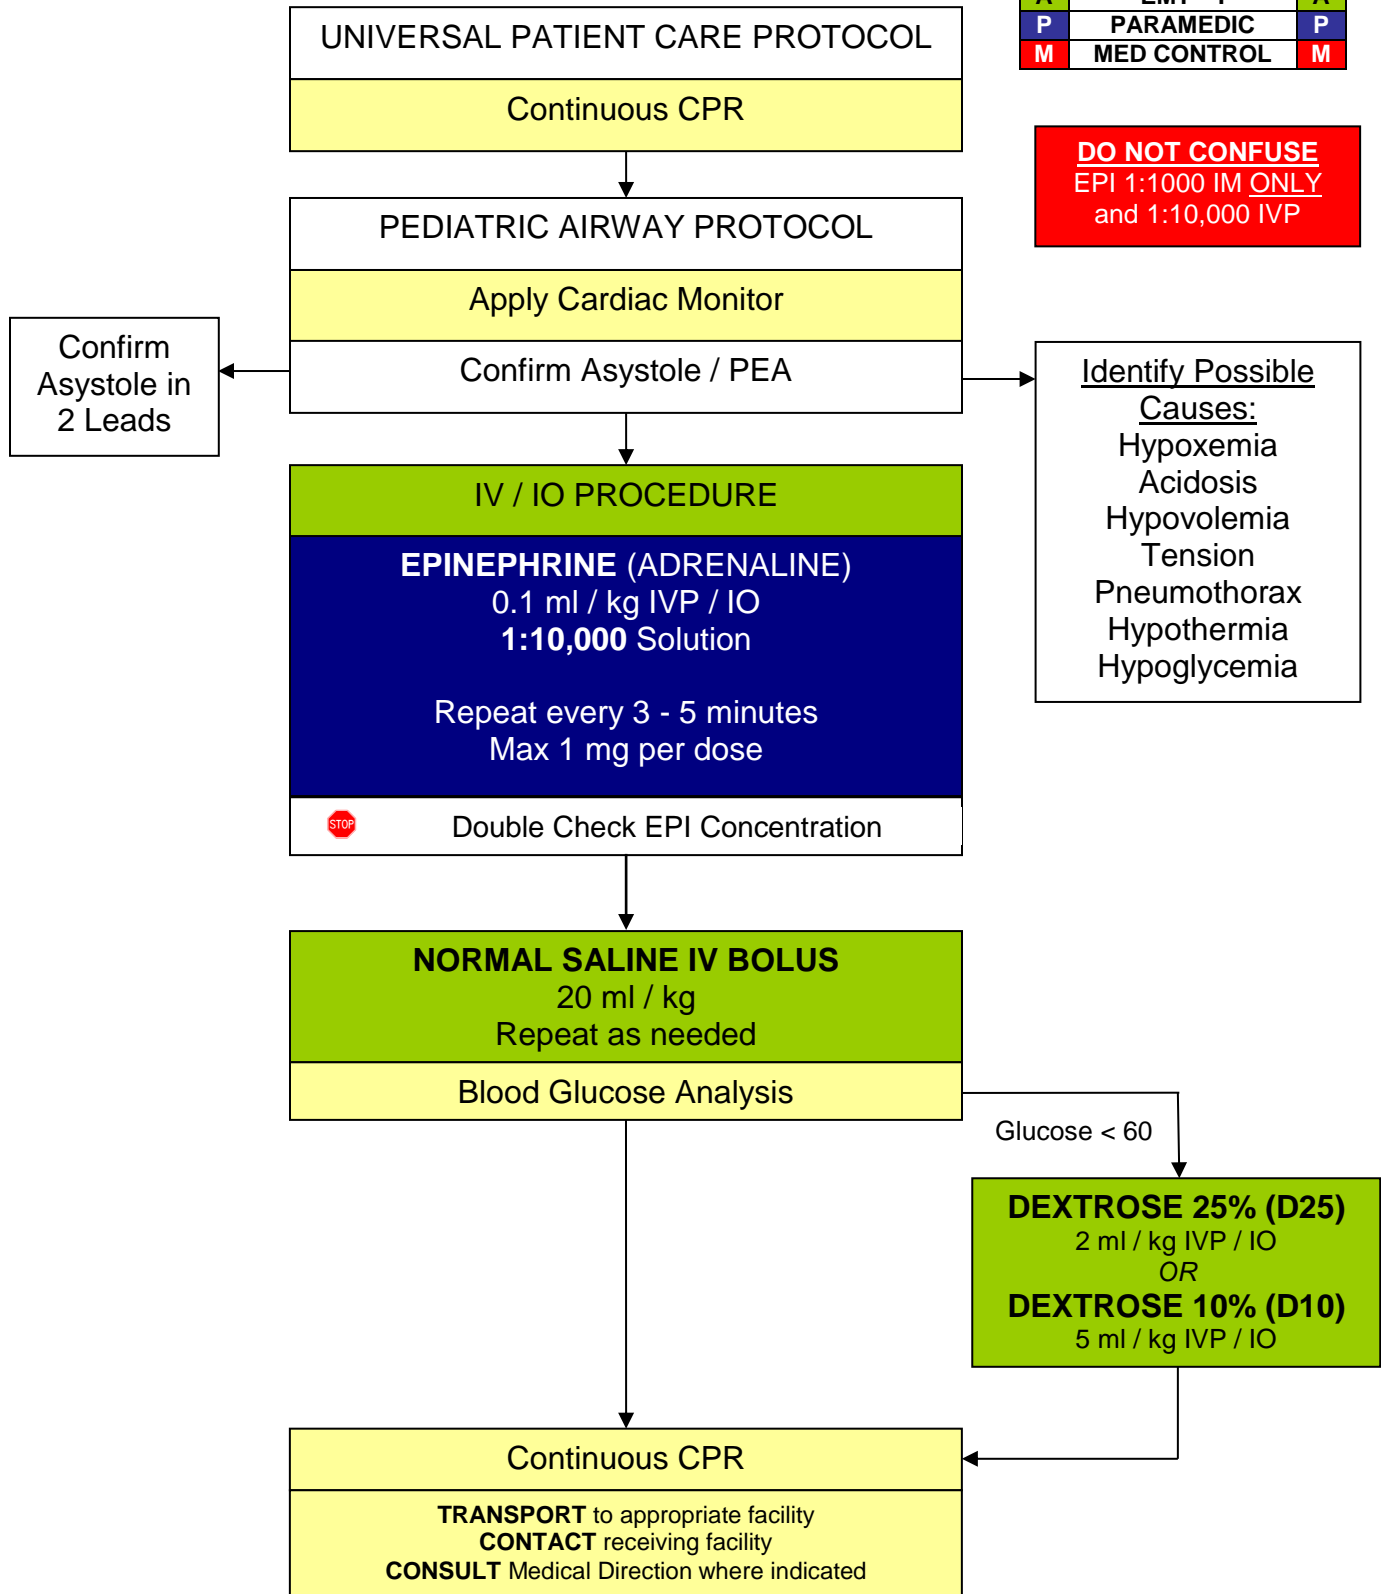 UNIVERSAL PATIENT CARE PROTOCOL
Continuous CPR
P PARAMEDIC P
M MED CONTROL M
DO NOT CONFUSE
EPI 1:1000 IM ONLY
and 1:10,000 IVP
PEDIATRIC AIRWAY PROTOCOL
Apply Cardiac Monitor
Confirm Asystole / PEA
Confirm
Asystole in
2 Leads
Identify Possible
Causes:
Hypoxemia
Acidosis
Hypovolemia
Tension
Pneumothorax
Hypothermia
Hypoglycemia
IV / IO PROCEDURE
EPINEPHRINE (ADRENALINE)
0.1 ml / kg IVP / IO
1:10,000 Solution
Repeat every 3 - 5 minutes
Max 1 mg per dose
STOP
Double Check EPI Concentration
NORMAL SALINE IV BOLUS
20 ml / kg
Repeat as needed
Blood Glucose Analysis
Glucose < 60
DEXTROSE 25% (D25)
2 ml / kg IVP / IO
OR
DEXTROSE 10% (D10)
5 ml / kg IVP / IO
Continuous CPR
TRANSPORT to appropriate facility
CONTACT receiving facility
CONSULT Medical Direction where indicated